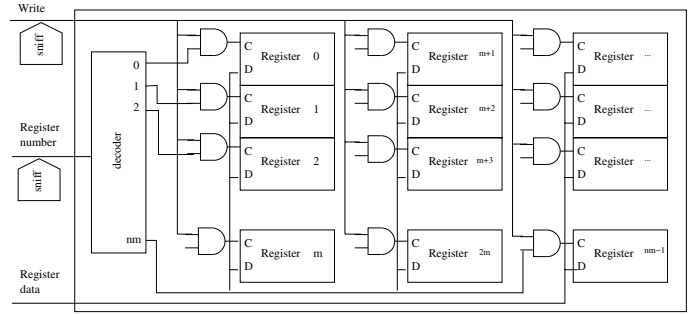 Write
sniff
Register
number
sniff
Register
data
decoder
0
1
2
nm
C
D
Register 0
C
D
Register 1
C
D
Register 2
C
D
Register m
C
D
Register m+1
C
D
Register m+2
C
D
Register m+3
C
D
Register 2m
C
D
Register ...
C
D
Register ...
C
D
Register ...
C
D
Register nm−1